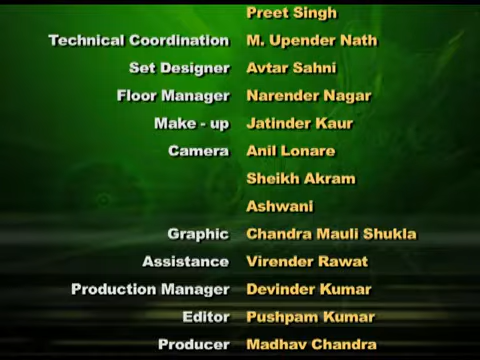 Preet Singh
Technical Coordination M. Upender Nath
Set Designer Avtar Sahni
Floor Manager Narender Nagar
Make - up Jatinder Kaur
Camera Anil Lonare
Sheikh Akram
Ashwani
Graphic Chandra Mauli Shukla
Assistance Virender Rawat
Production Manager Devinder Kumar
Editor Pushpam Kumar
Producer Madhav Chandra